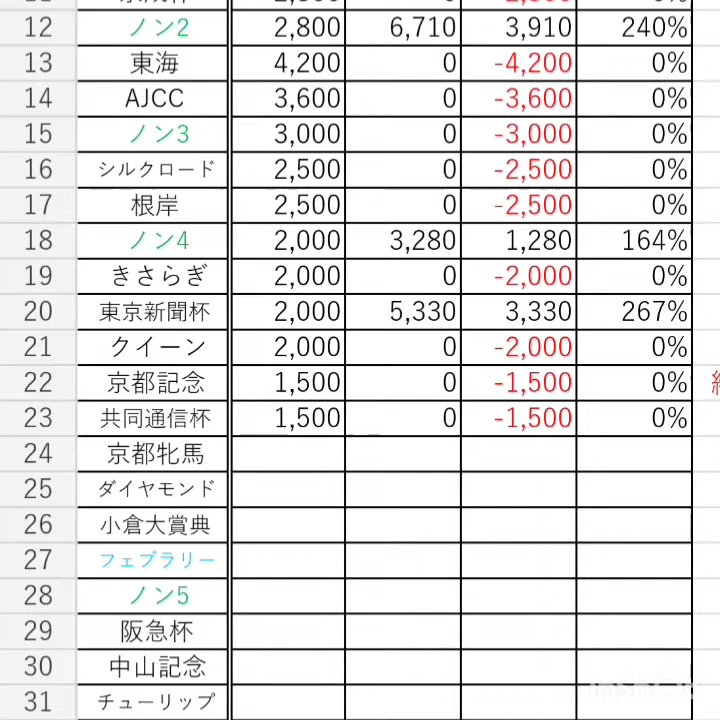 12 ノン2 2,800 6,710 3,910 240%
13 東海 4,200 0 -4,200 0%
14 AJCC 3,600 0 -3,600 0%
15 ノン3 3,000 0 -3,000 0%
16 シルクロード 2,500 0 -2,500 0%
17 根岸 2,500 0 -2,500 0%
18 ノン4 2,000 3,280 1,280 164%
19 きさらぎ 2,000 0 -2,000 0%
20 東京新聞杯 2,000 5,330 3,330 267%
21 クイーン 2,000 0 -2,000 0%
22 京都記念 1,500 0 -1,500 0%
23 共同通信杯 1,500 0 -1,500 0%
24 京都牝馬
25 ダイヤモンド
26 小倉大賞典
27 フェブラリー
28 ノン5
29 阪急杯
30 中山記念
31 チューリップ